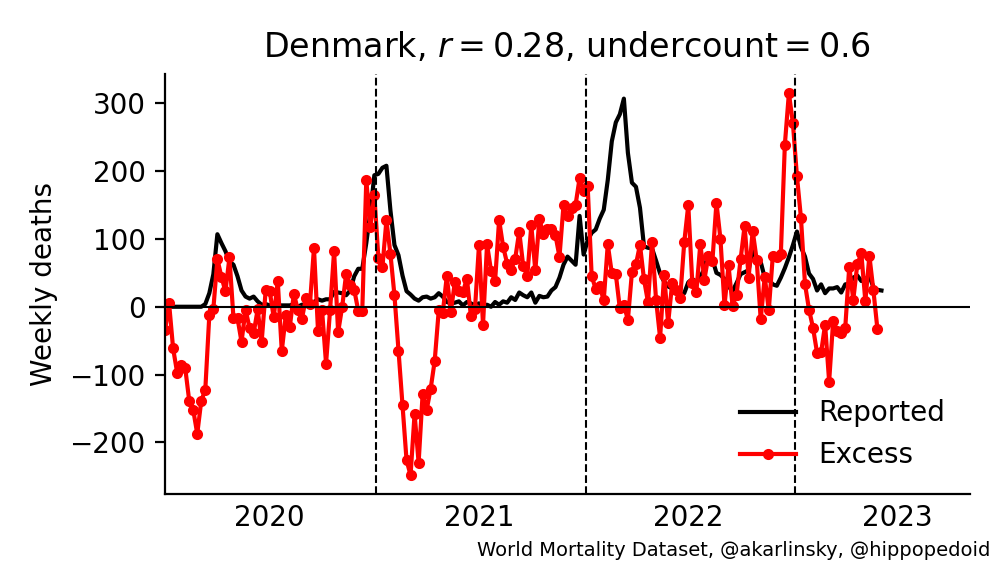 Denmark, r = 0.28, undercount = 0.6
Weekly deaths
300
200
100
0
−100
−200
Reported
Excess
2020 2021 2022 2023
World Mortality Dataset, @akarlinsky, @hippopedoid